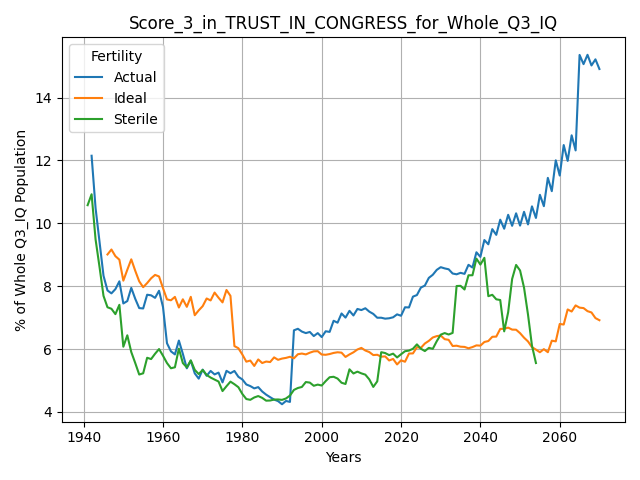 Score_3_in_TRUST_IN_CONGRESS_for_Whole_Q3_IQ
Fertility
Actual
Ideal
Sterile
% of Whole Q3_IQ Population
14
12
10
8
6
4
1940 1960 1980 2000 2020 2040 2060
Years